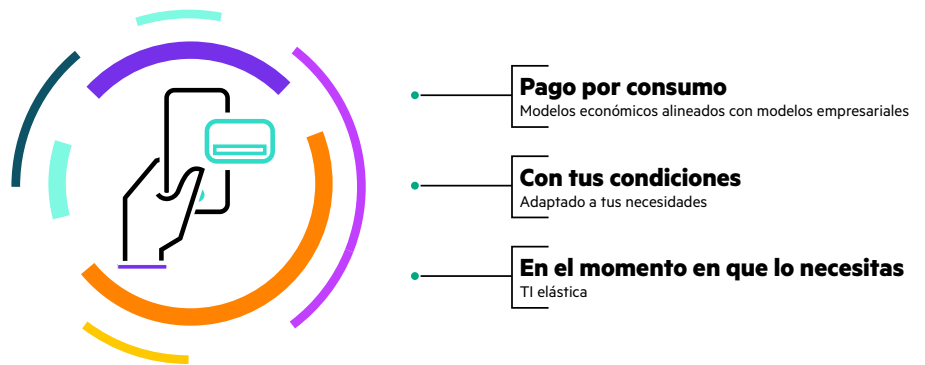 Pago por consumo
Modelos económicos alineados con modelos empresariales
Con tus condiciones
Adaptado a tus necesidades
En el momento en que lo necesitas
TI elástica